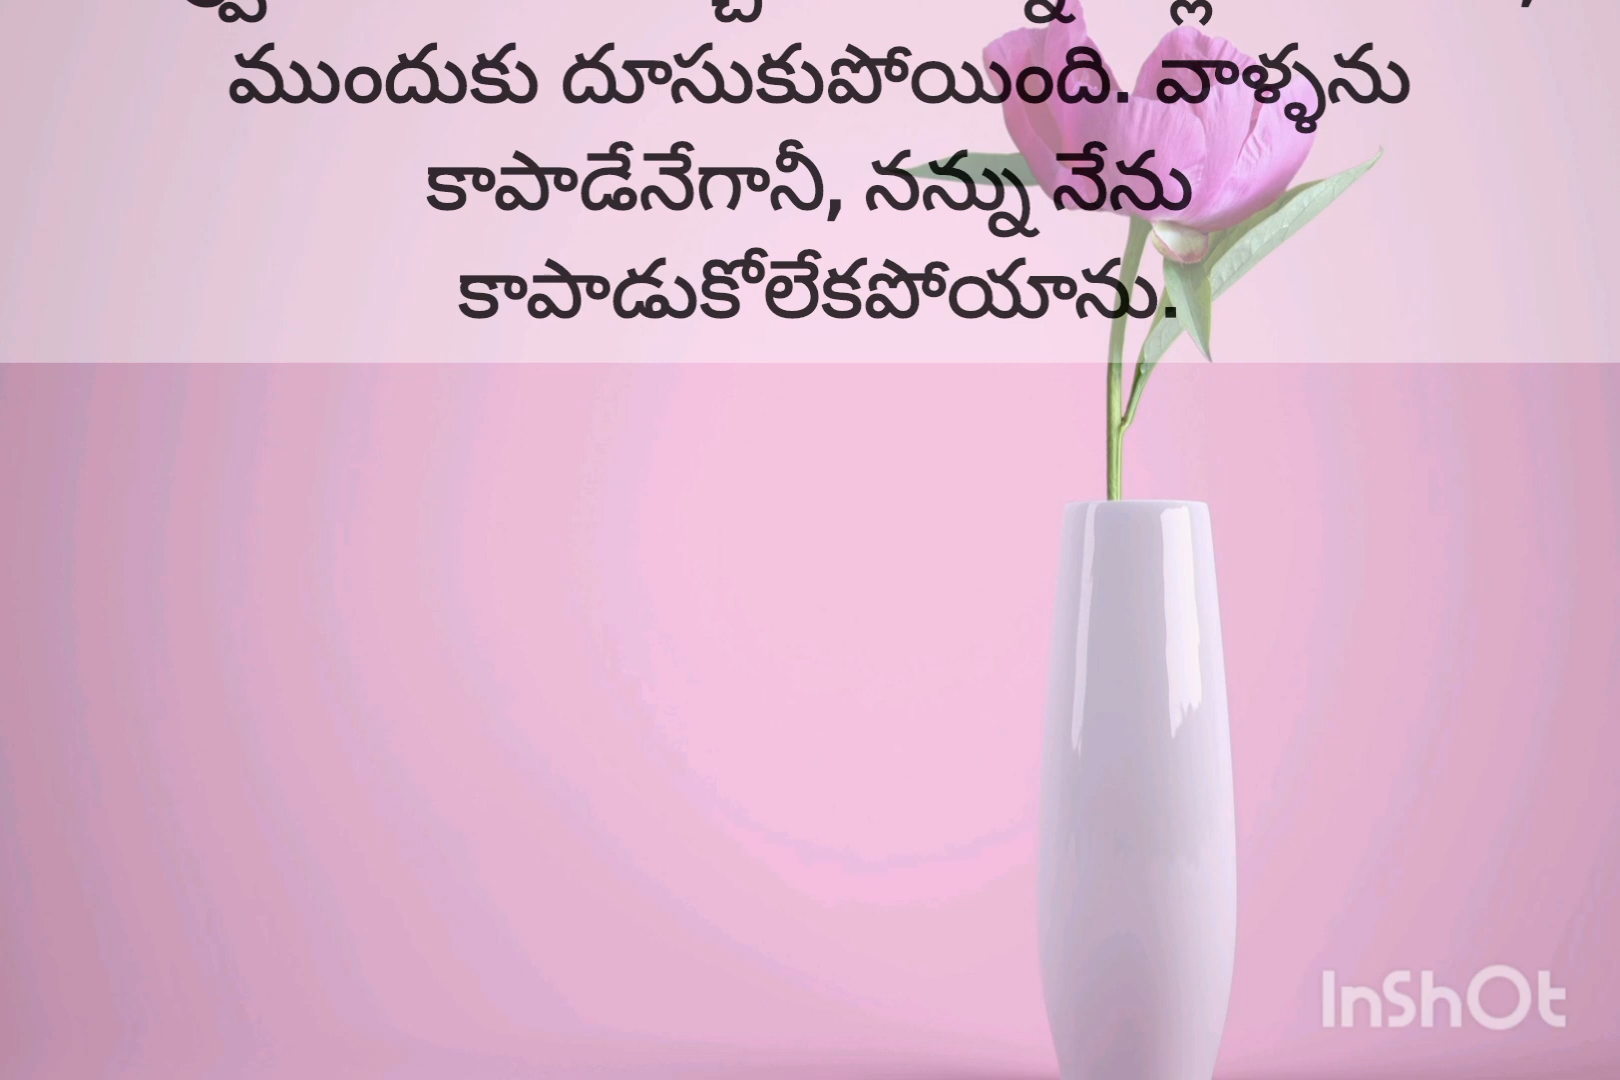 ముందుకు దూసుకుపోయింది. వాళ్ళను
కాపాడేనేగానీ, నన్ను నేను
కాపాడుకోలేకపోయాను.
InShOt